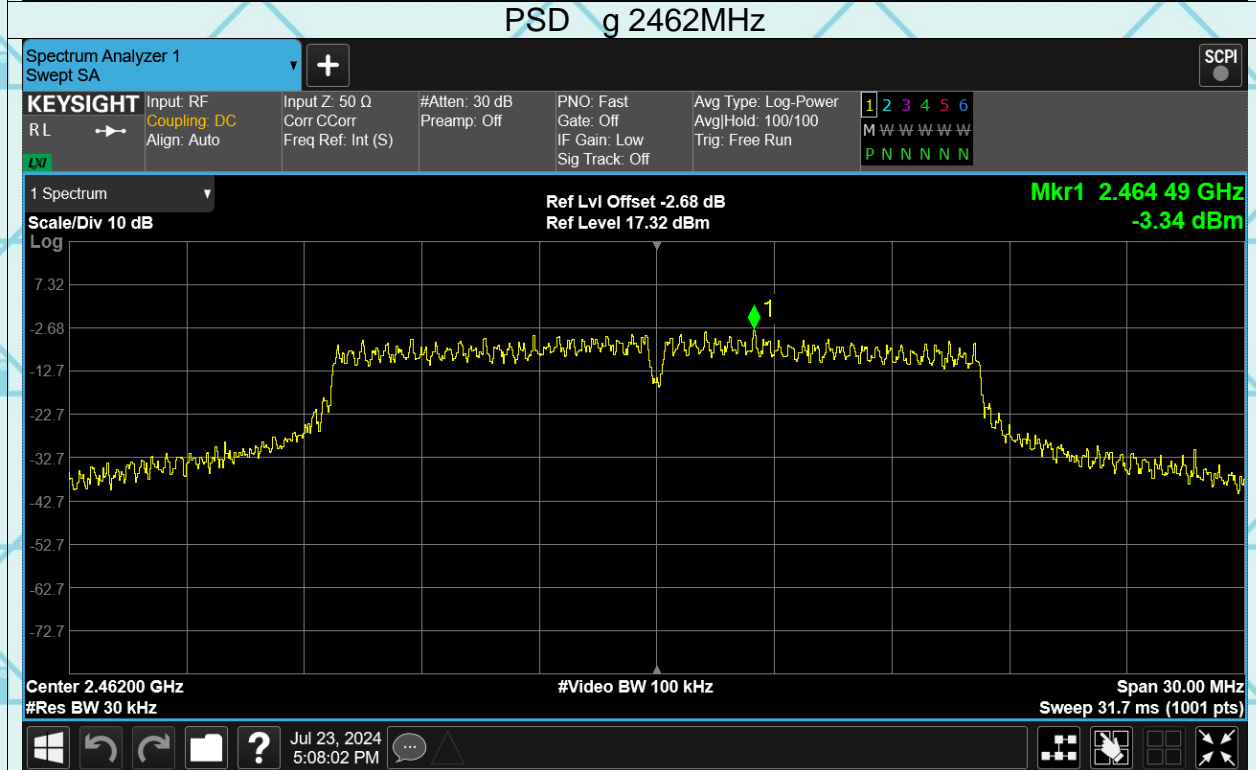 PSD g 2462MHz
Spectrum Analyzer 1
Swept SA
SCPI
KEYSIGHT
R L
LXI
Input: RF
Coupling: DC
Align: Auto
Input Z: 50 Ω
Corr CCorr
Freq Ref: Int (S)
#Atten: 30 dB
Preamp: Off
PNO: Fast
Gate: Off
IF Gain: Low
Sig Track: Off
Avg Type: Log-Power
Avg|Hold: 100/100
Trig: Free Run
1 2 3 4 5 6
M W W W W W
P N N N N N
1 Spectrum
Scale/Div 10 dB
Log
Ref Lvl Offset -2.68 dB
Ref Level 17.32 dBm
Mkr1 2.464 49 GHz
-3.34 dBm
1
7.32
-2.68
-12.7
-22.7
-32.7
-42.7
-52.7
-62.7
-72.7
Center 2.46200 GHz
#Video BW 100 kHz
Span 30.00 MHz
#Res BW 30 kHz
Sweep 31.7 ms (1001 pts)
?
Jul 23, 2024
5:08:02 PM